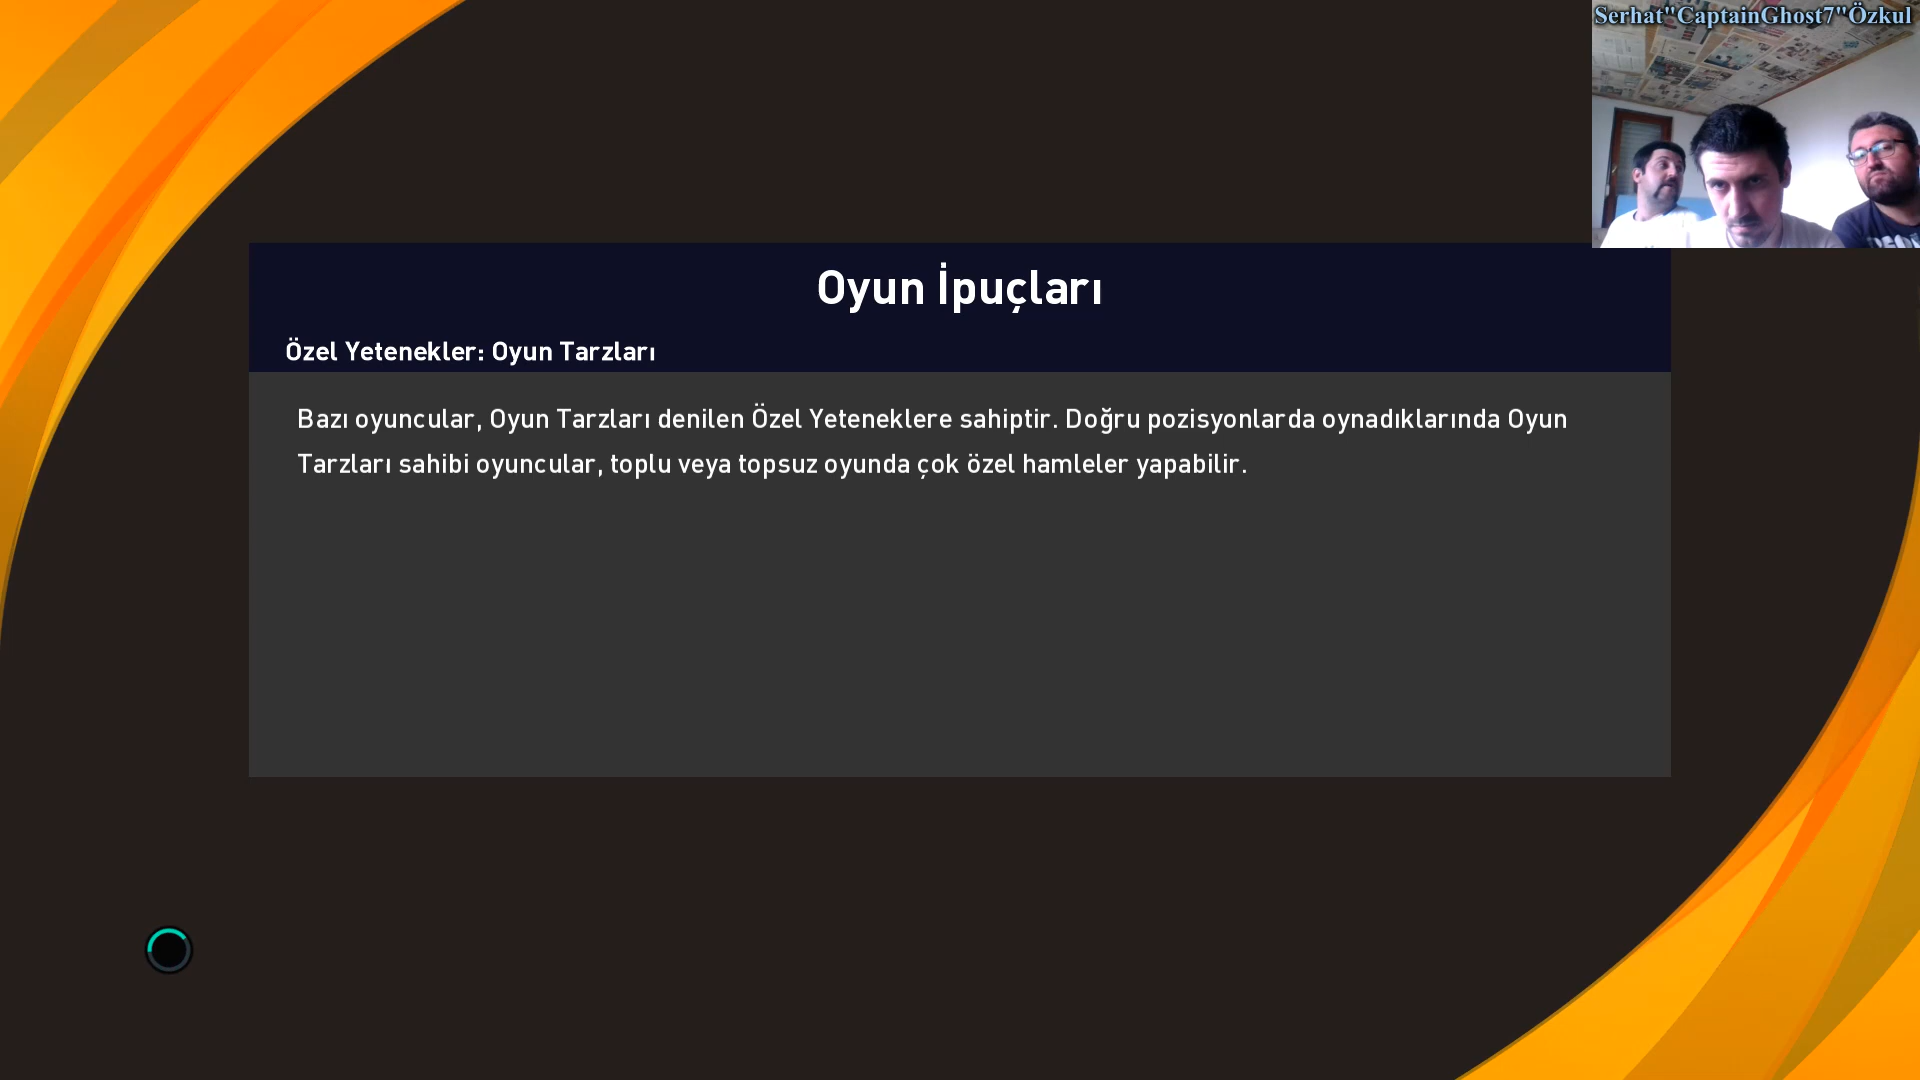 Serhat"CaptainGhost7"Özkul
Oyun İpuçları
Özel Yetenekler: Oyun Tarzları
Bazı oyuncular, Oyun Tarzları denilen Özel Yeteneklere sahiptir. Doğru pozisyonlarda oynadıklarında Oyun
Tarzları sahibi oyuncular, toplu veya topsuz oyunda çok özel hamleler yapabilir.